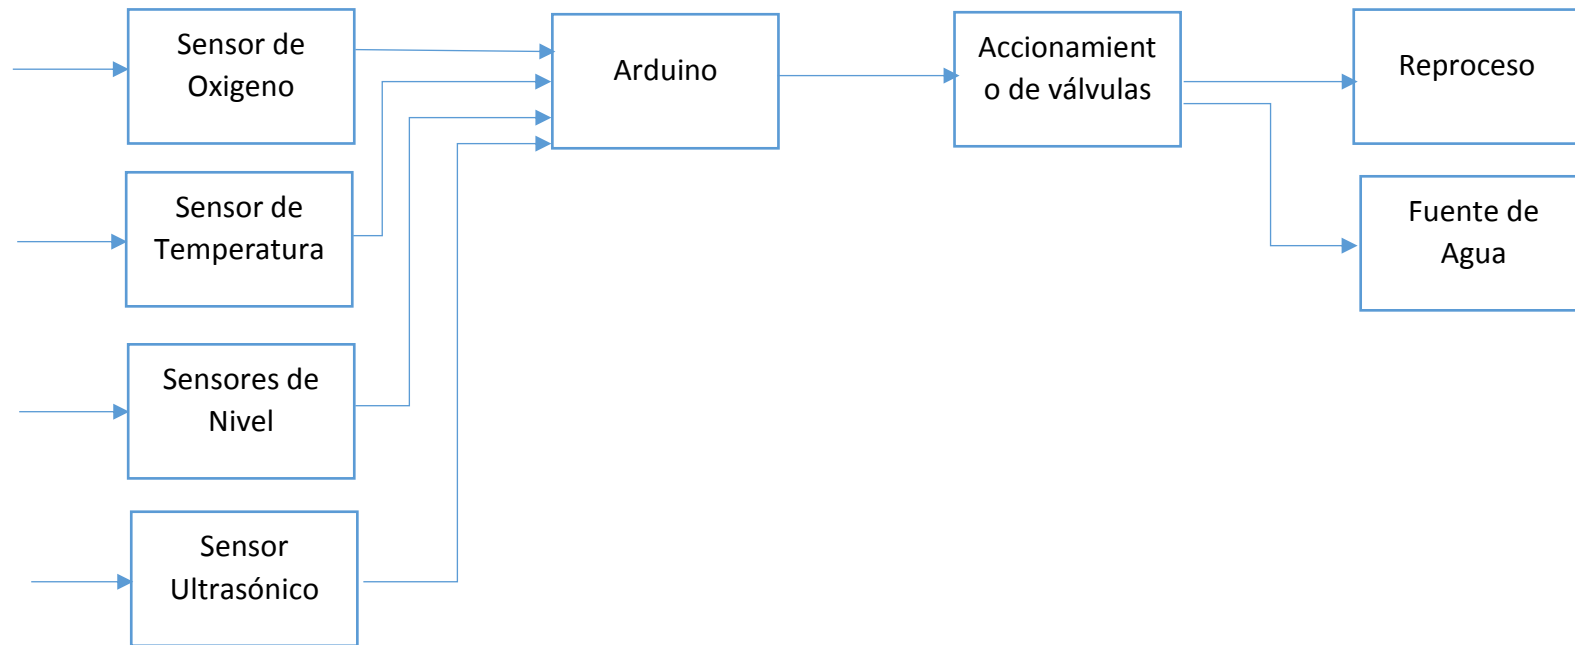 Sensor de
Oxigeno
Arduino
Accionamient
o de válvulas
Reproceso
Sensor de
Temperatura
Fuente de
Agua
Sensores de
Nivel
Sensor
Ultrasónico